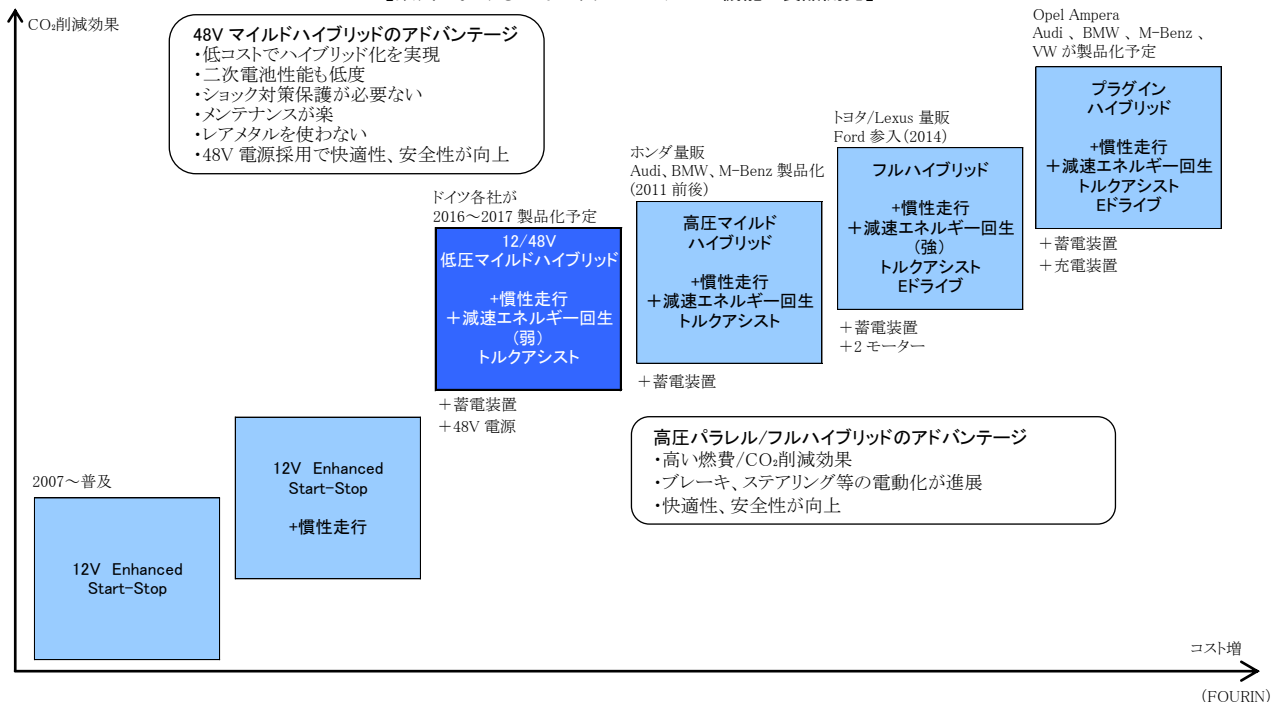 CO₂削減効果
48V マイルドハイブリッドのアドバンテージ
・低コストでハイブリッド化を実現
・二次電池性能も低度
・ショック対策保護が必要ない
・メンテナンスが楽
・レアメタルを使わない
・48V 電源採用で快適性、安全性が向上
2007～普及
12V Enhanced
Start-Stop
12V Enhanced
Start-Stop
+慣性走行
ドイツ各社が
2016～2017 製品化予定
12/48V
低圧マイルドハイブリッド
+慣性走行
＋減速エネルギー回生
(弱)
トルクアシスト
＋蓄電装置
＋48V 電源
ホンダ量販
Audi、BMW、M-Benz 製品化
(2011 前後)
高圧マイルド
ハイブリッド
+慣性走行
＋減速エネルギー回生
トルクアシスト
＋蓄電装置
トヨタ/Lexus 量販
Ford 参入(2014)
フルハイブリッド
+慣性走行
＋減速エネルギー回生
(強)
トルクアシスト
Eドライブ
＋蓄電装置
＋2 モーター
Opel Ampera
Audi 、BMW 、M-Benz 、
VW が製品化予定
プラグイン
ハイブリッド
+慣性走行
＋減速エネルギー回生
トルクアシスト
Eドライブ
＋蓄電装置
＋充電装置
高圧パラレル/フルハイブリッドのアドバンテージ
・高い燃費/CO₂削減効果
・ブレーキ、ステアリング等の電動化が進展
・快適性、安全性が向上
コスト増
(FOURIN)